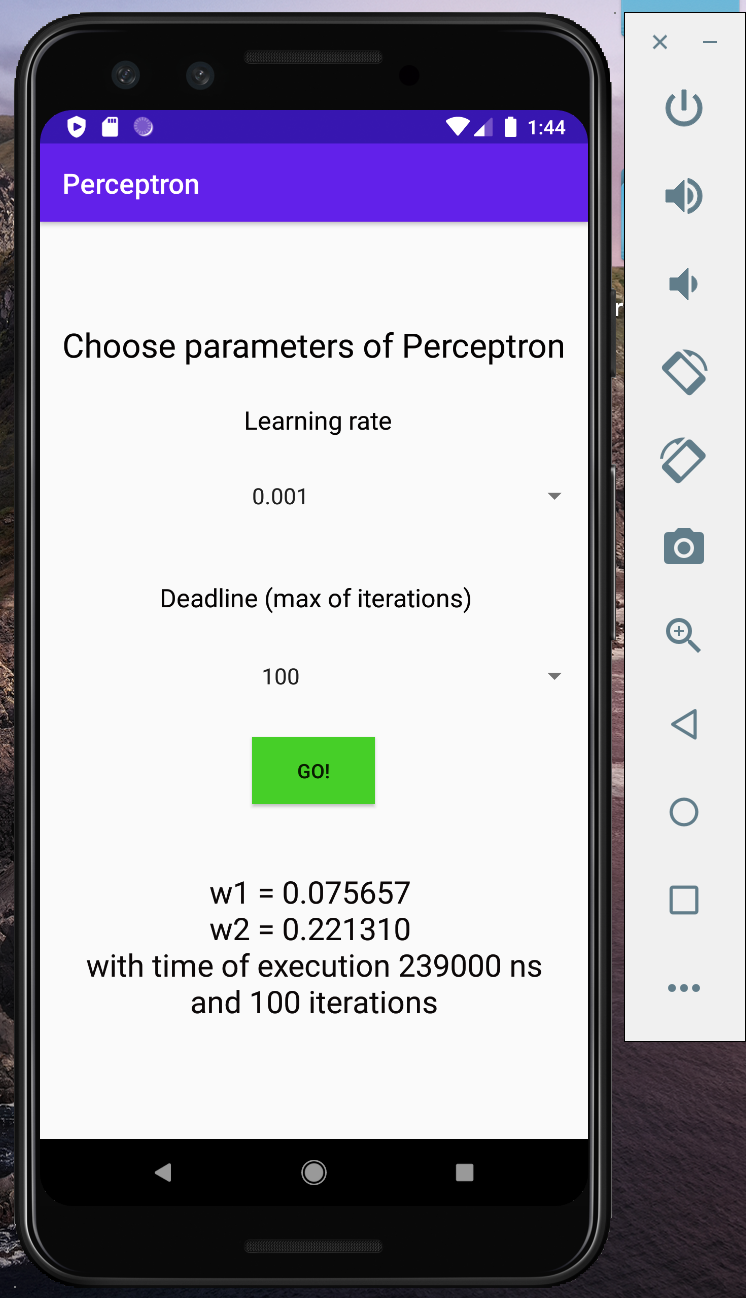 1:44
Perceptron
Choose parameters of Perceptron
Learning rate
0.001
Deadline (max of iterations)
100
GO!
w1 = 0.075657
w2 = 0.221310
with time of execution 239000 ns
and 100 iterations